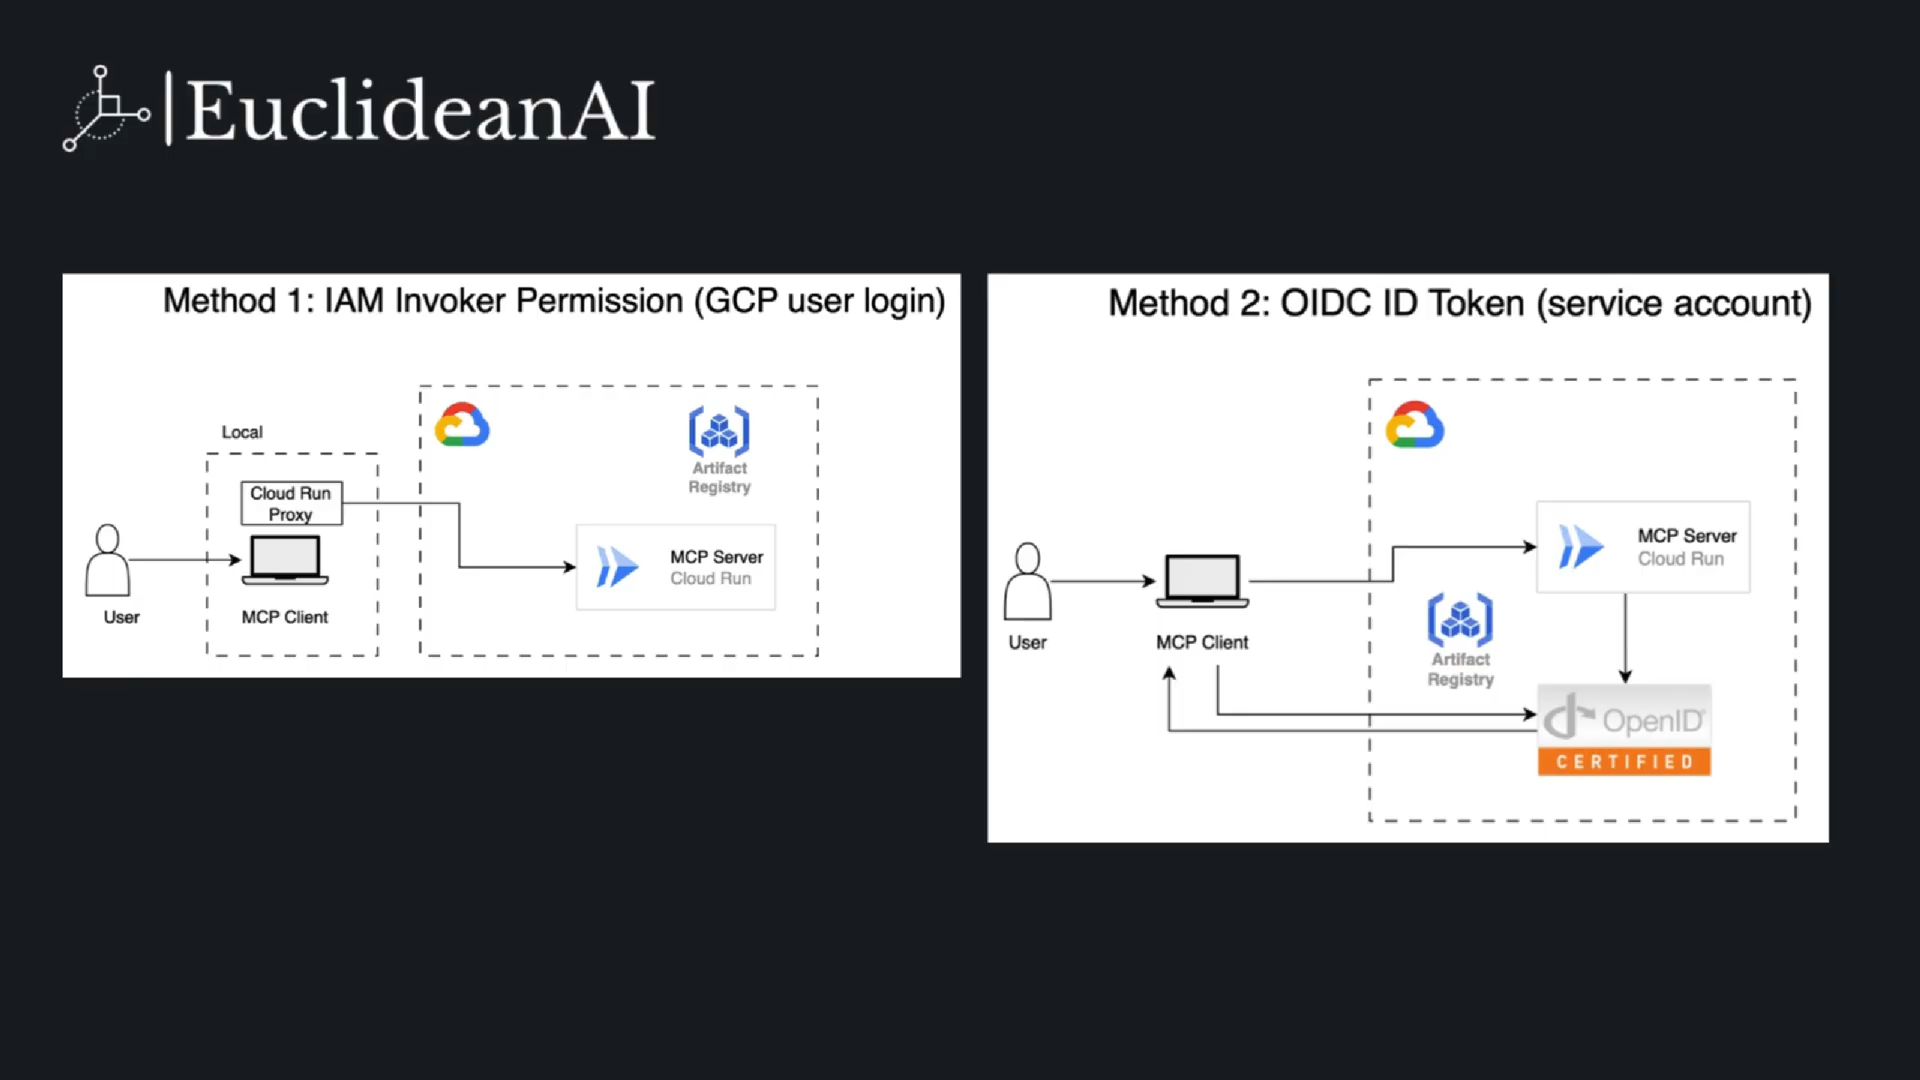 EuclideanAI
Method 1: IAM Invoker Permission (GCP user login)
Local
Cloud Run
Proxy
User
MCP Client
Artifact
Registry
MCP Server
Cloud Run
Method 2: OIDC ID Token (service account)
User
MCP Client
MCP Server
Cloud Run
Artifact
Registry
OpenID
CERTIFIED